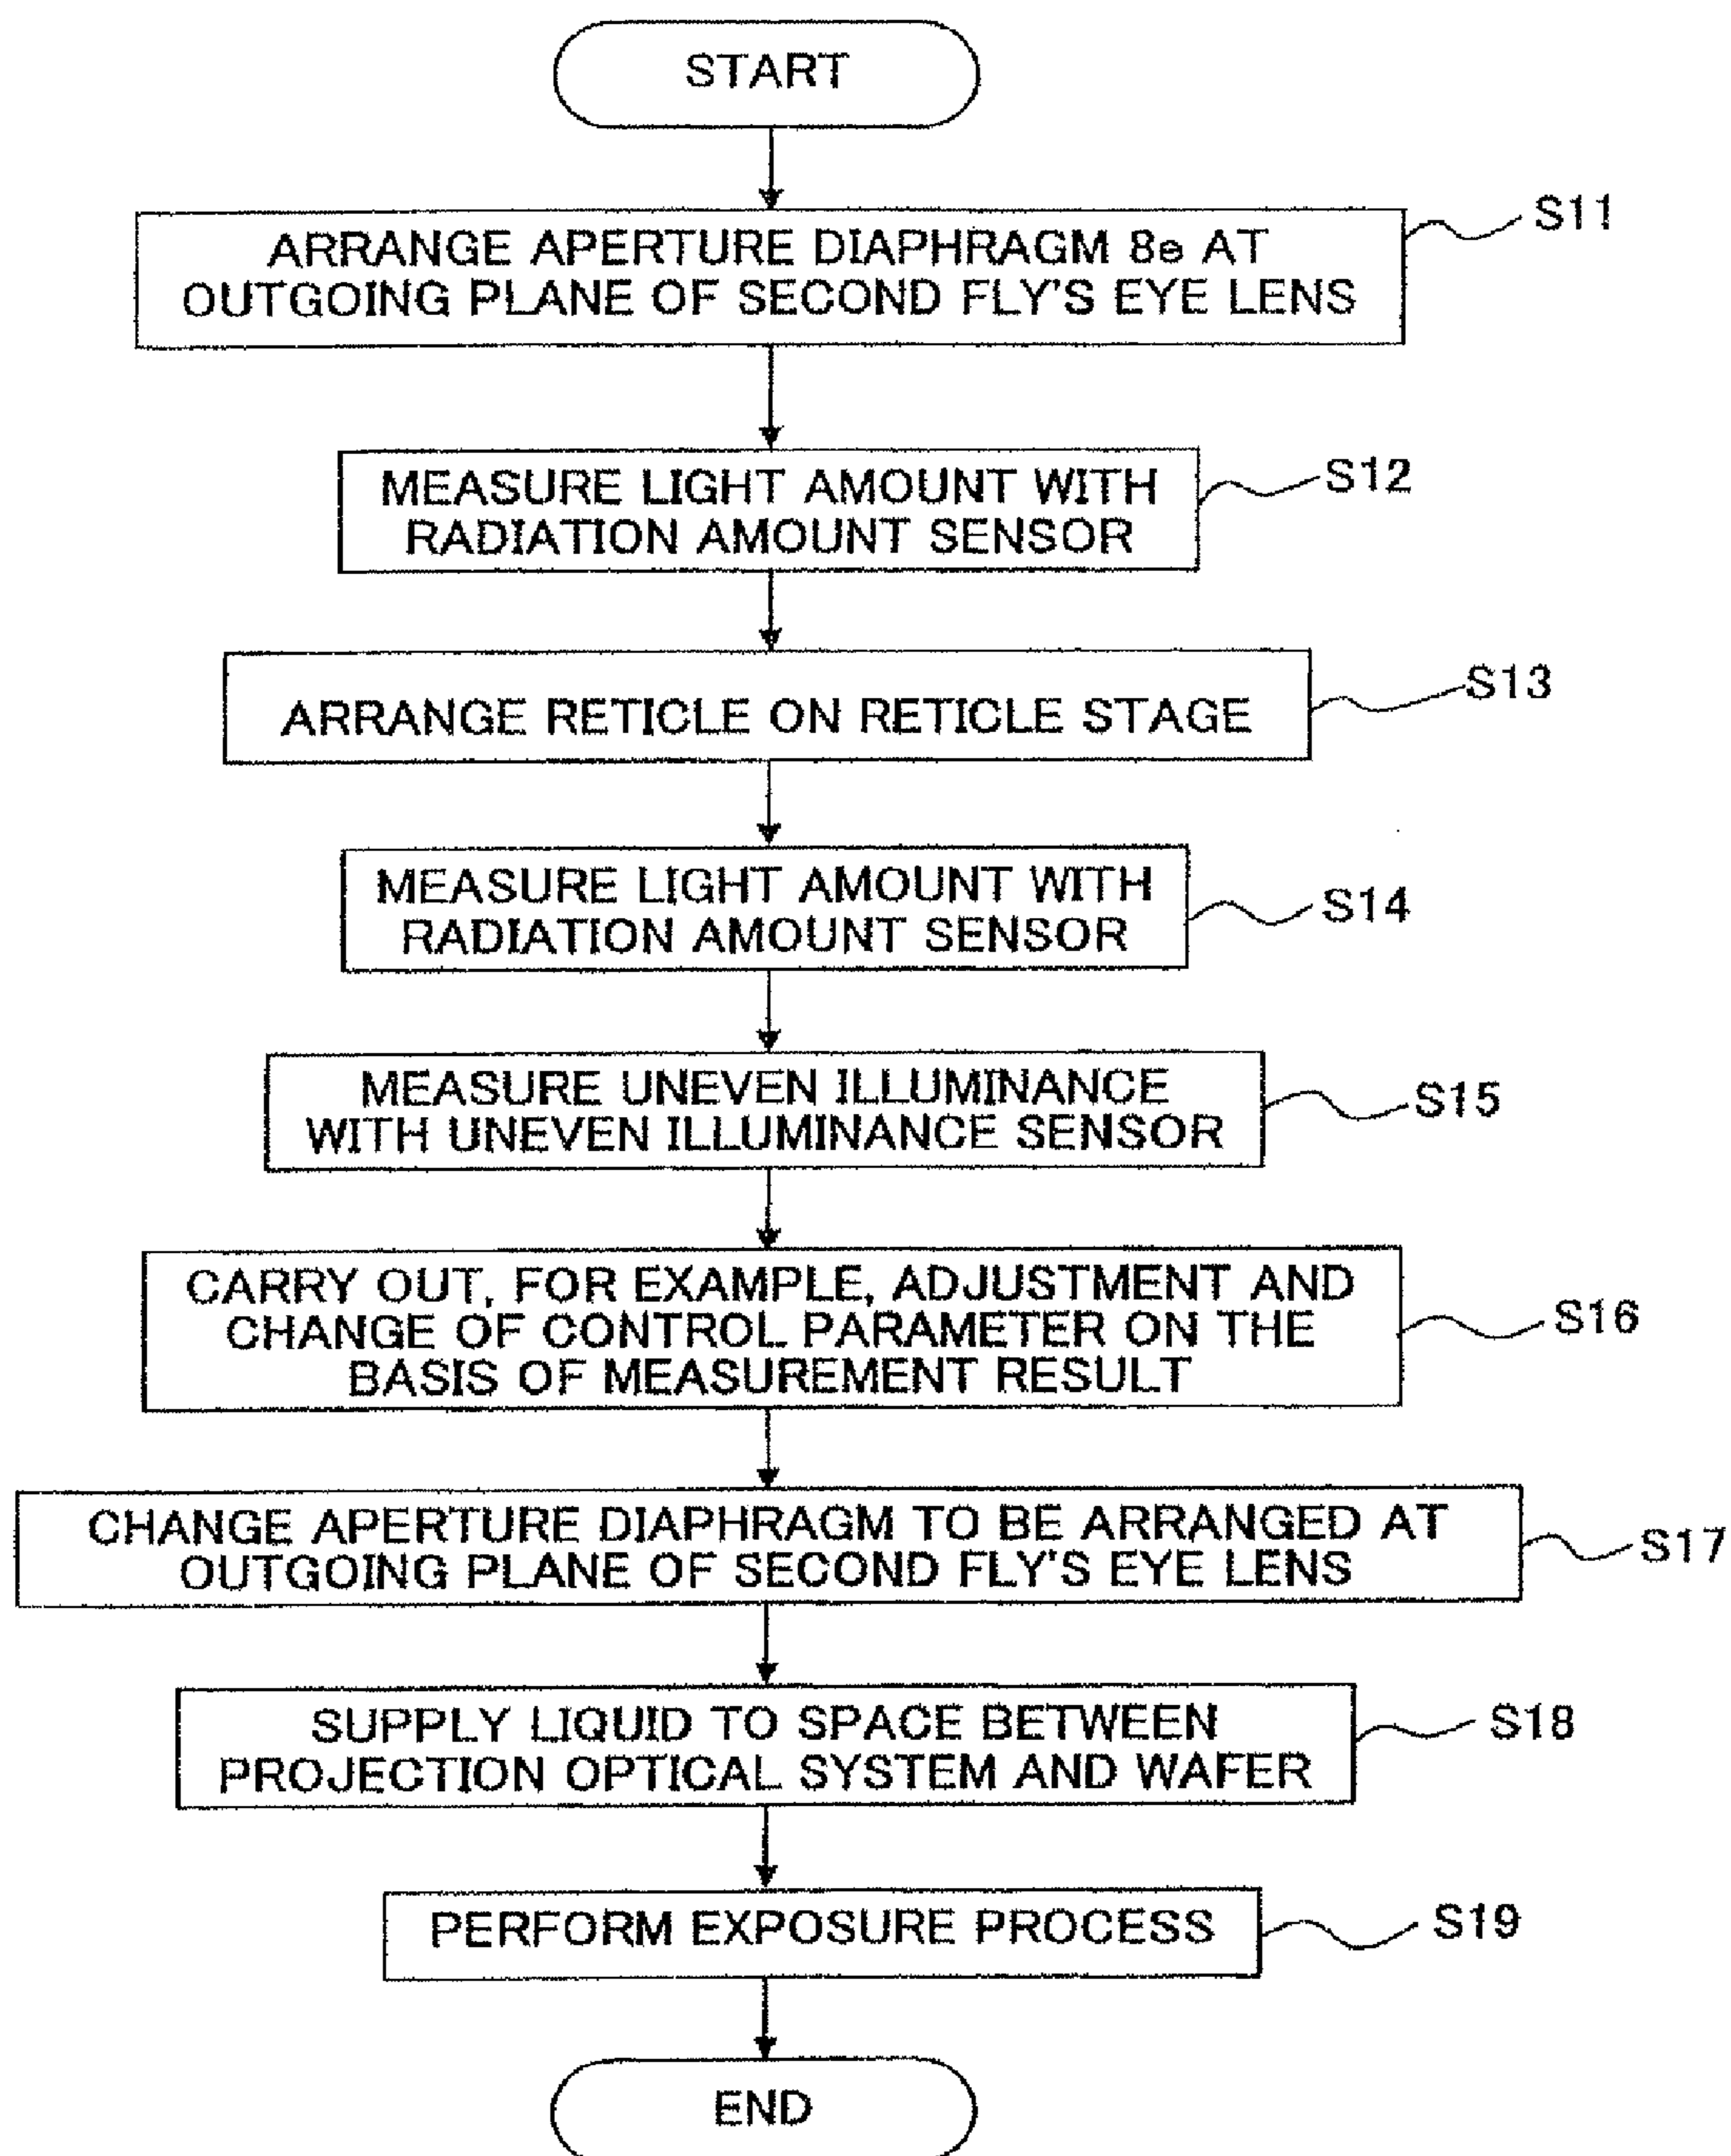 START
ARRANGE APERTURE DIAPHRAGM 8e AT
OUTGOING PLANE OF SECOND FLY'S EYE LENS
S11
MEASURE LIGHT AMOUNT WITH
RADIATION AMOUNT SENSOR
S12
ARRANGE RETICLE ON RETICLE STAGE
S13
MEASURE LIGHT AMOUNT WITH
RADIATION AMOUNT SENSOR
S14
MEASURE UNEVEN ILLUMINANCE
WITH UNEVEN ILLUMINANCE SENSOR
S15
CARRY OUT, FOR EXAMPLE, ADJUSTMENT AND
CHANGE OF CONTROL PARAMETER ON THE
BASIS OF MEASUREMENT RESULT
S16
CHANGE APERTURE DIAPHRAGM TO BE ARRANGED AT
OUTGOING PLANE OF SECOND FLY'S EYE LENS
S17
SUPPLY LIQUID TO SPACE BETWEEN
PROJECTION OPTICAL SYSTEM AND WAFER
S18
PERFORM EXPOSURE PROCESS
S19
END